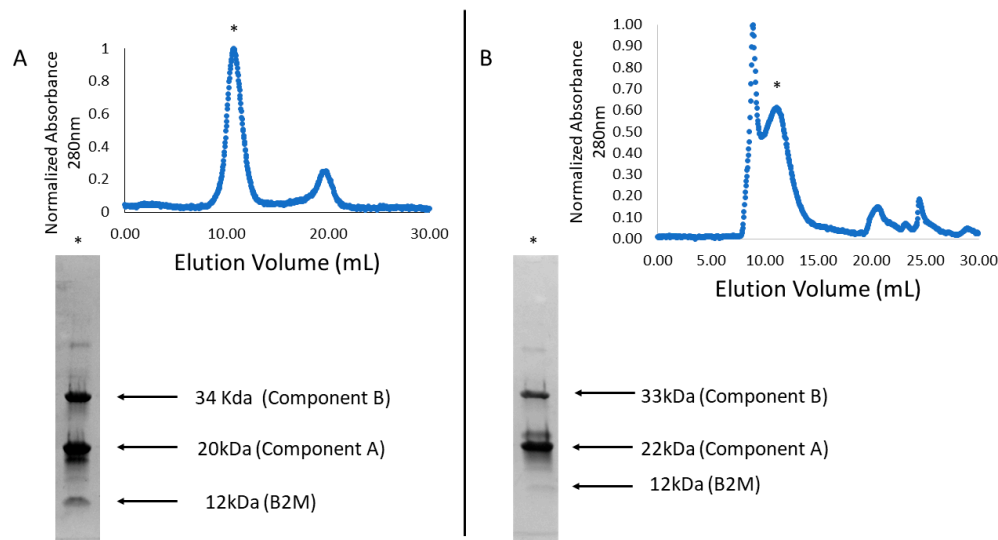 A
*
Normalized Absorbance
280nm
1
0.8
0.6
0.4
0.2
0
0.00 10.00 20.00 30.00
Elution Volume (mL)
*
34 Kda (Component B)
20kDa (Component A)
12kDa (B2M)
B
Normalized Absorbance
280nm
1.00
0.90
0.80
0.70
0.60
0.50
0.40
0.30
0.20
0.10
0.00
*
0.00 5.00 10.00 15.00 20.00 25.00 30.00
Elution Volume (mL)
*
33kDa (Component B)
22kDa (Component A)
12kDa (B2M)